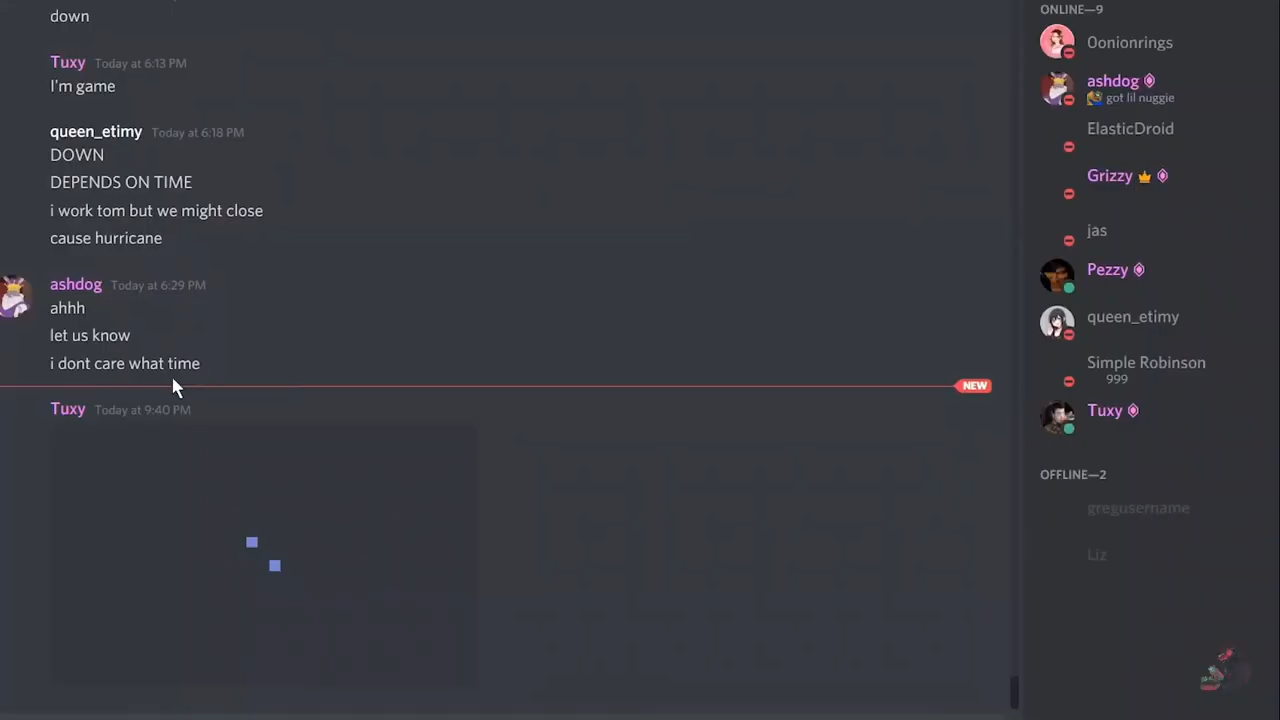 down
Tuxy Today at 6:13 PM
I'm game
queen_etimy Today at 6:18 PM
DOWN
DEPENDS ON TIME
i work tom but we might close
cause hurricane
ashdog Today at 6:29 PM
ahhh
let us know
i dont care what time
NEW
Tuxy Today at 9:40 PM
ONLINE—9
0onionrings
ashdog
got lil nuggie
ElasticDroid
Grizzy
jas
Pezzy
queen_etimy
Simple Robinson
999
Tuxy
OFFLINE—2
gregusername
Liz